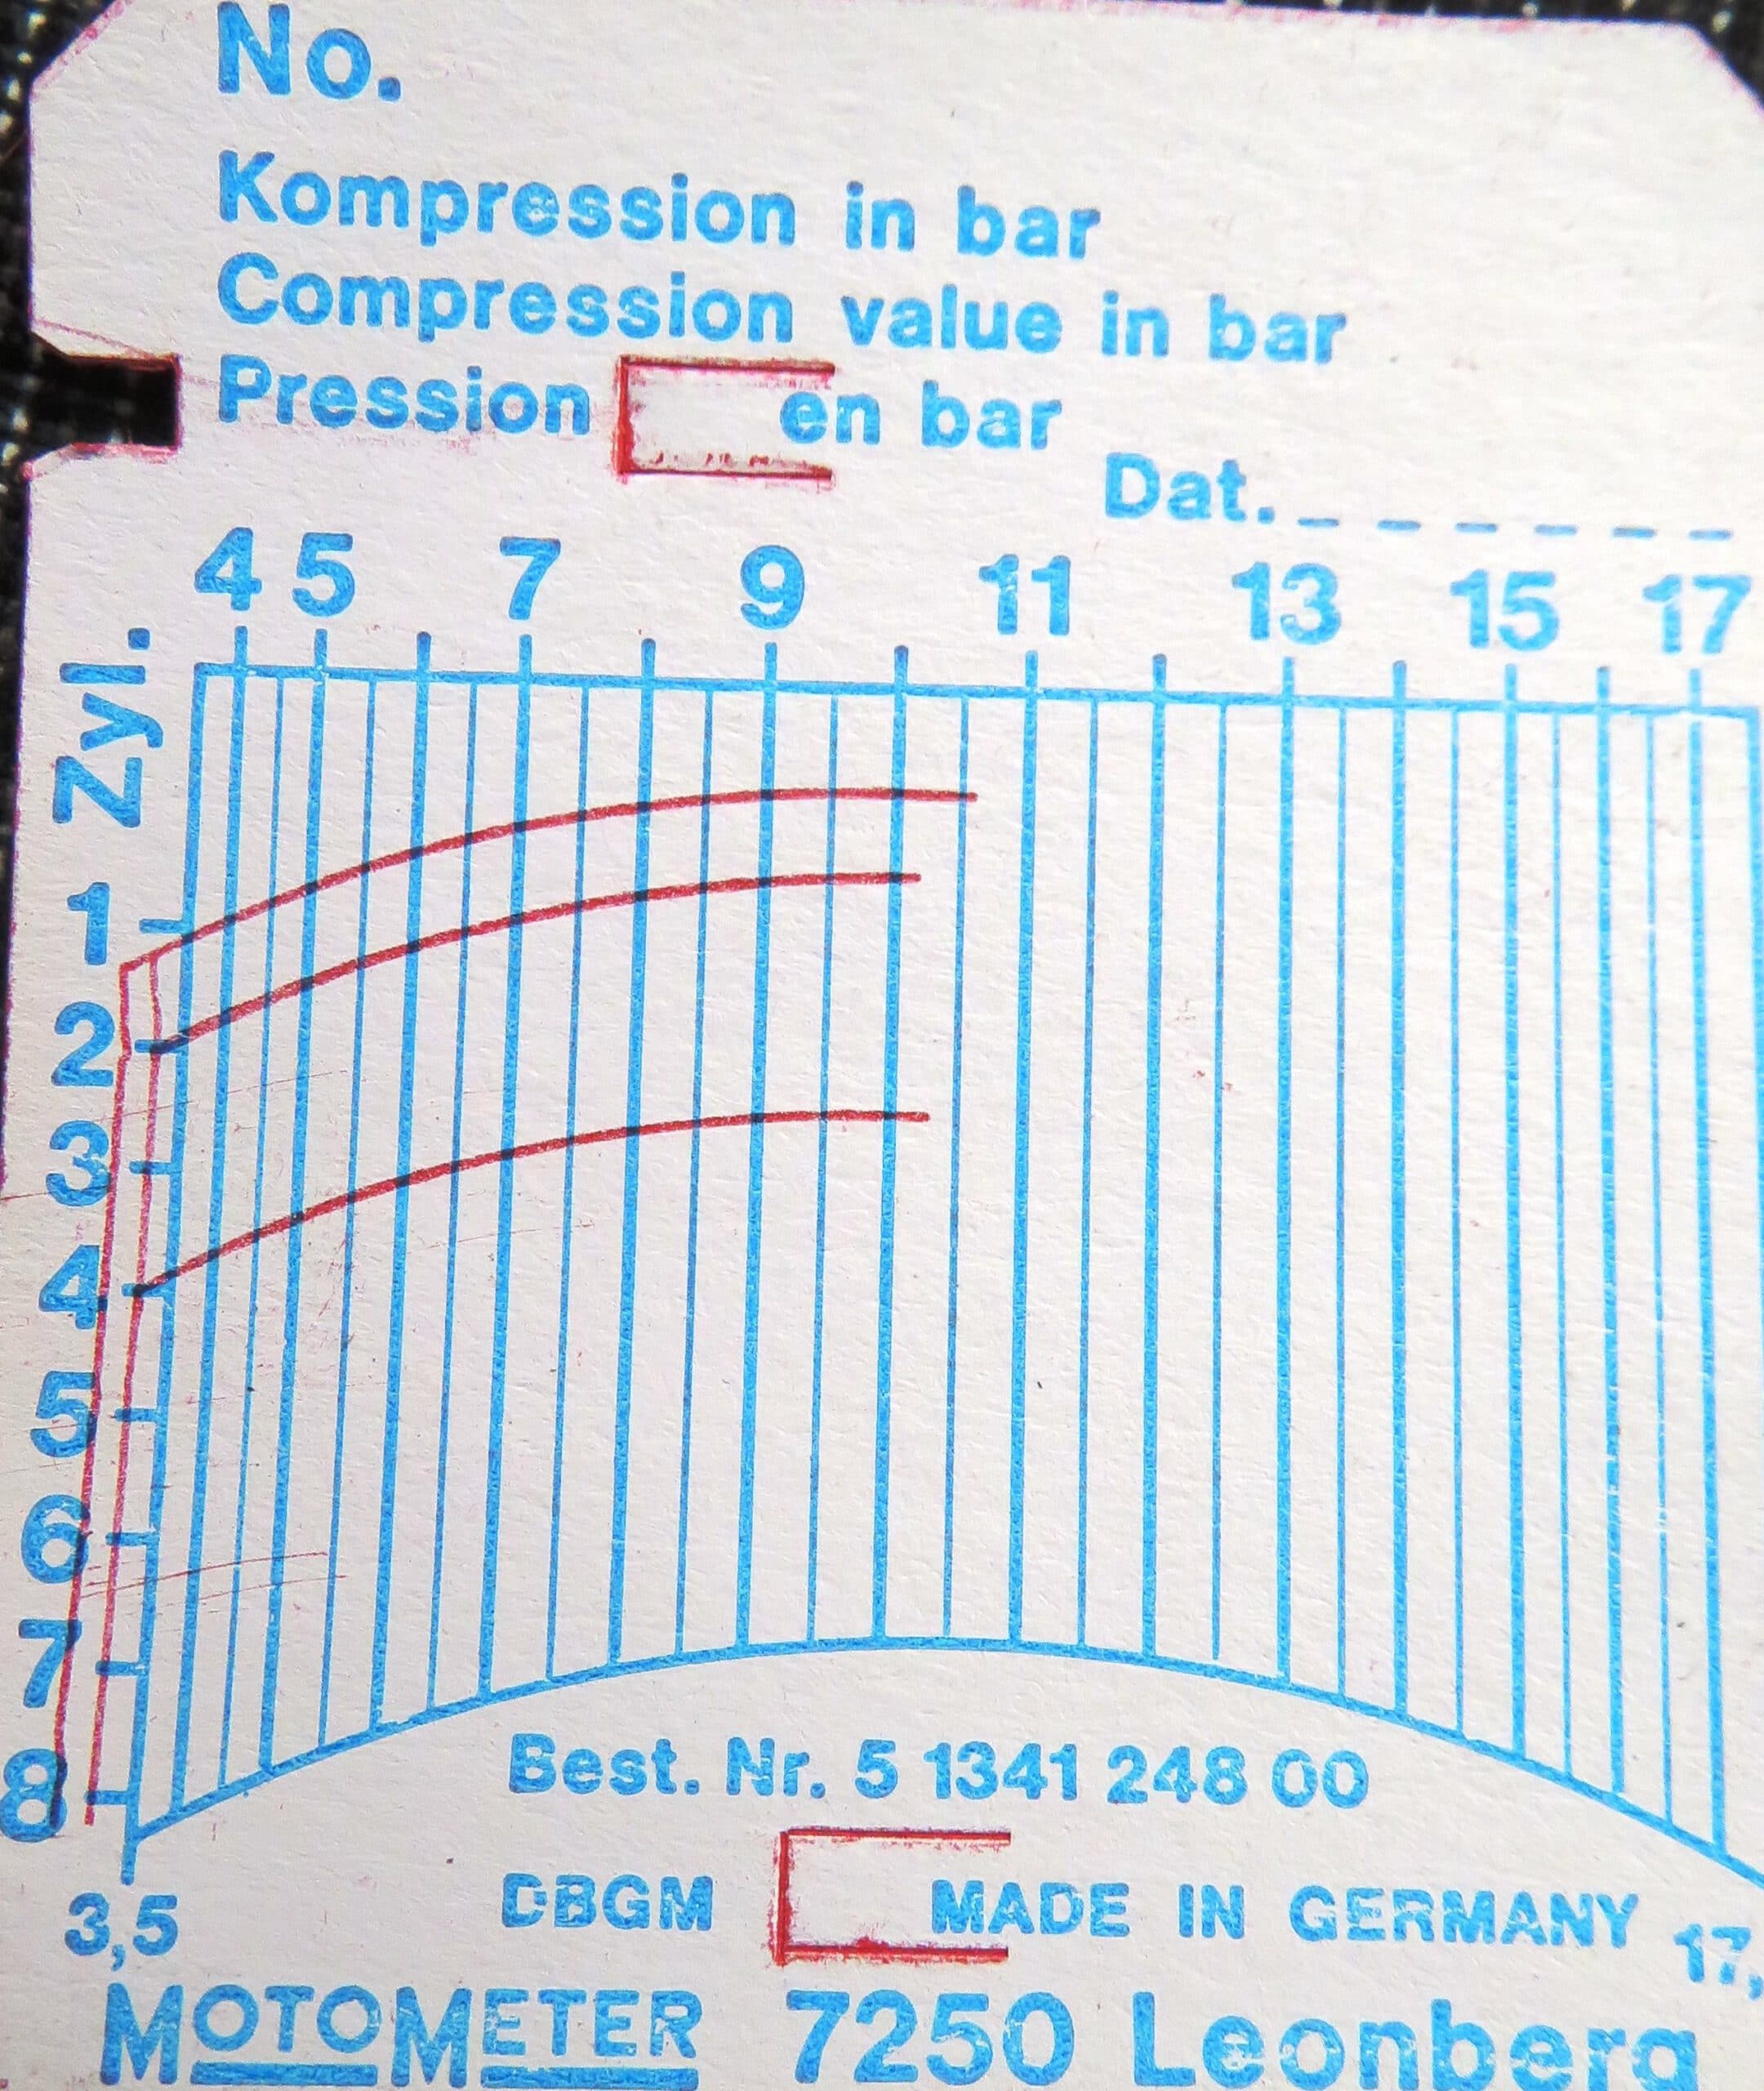 No.
Kompression in bar
Compression value in bar
Pression en bar
Dat.
4 5 7 9 11 13 15 17
Zyl.
1
2
3
4
5
6
7
8
Best. Nr. 5 1341 248 00
3,5 DBGM MADE IN GERMANY 17,
MOTOMETER 7250 Leonberg